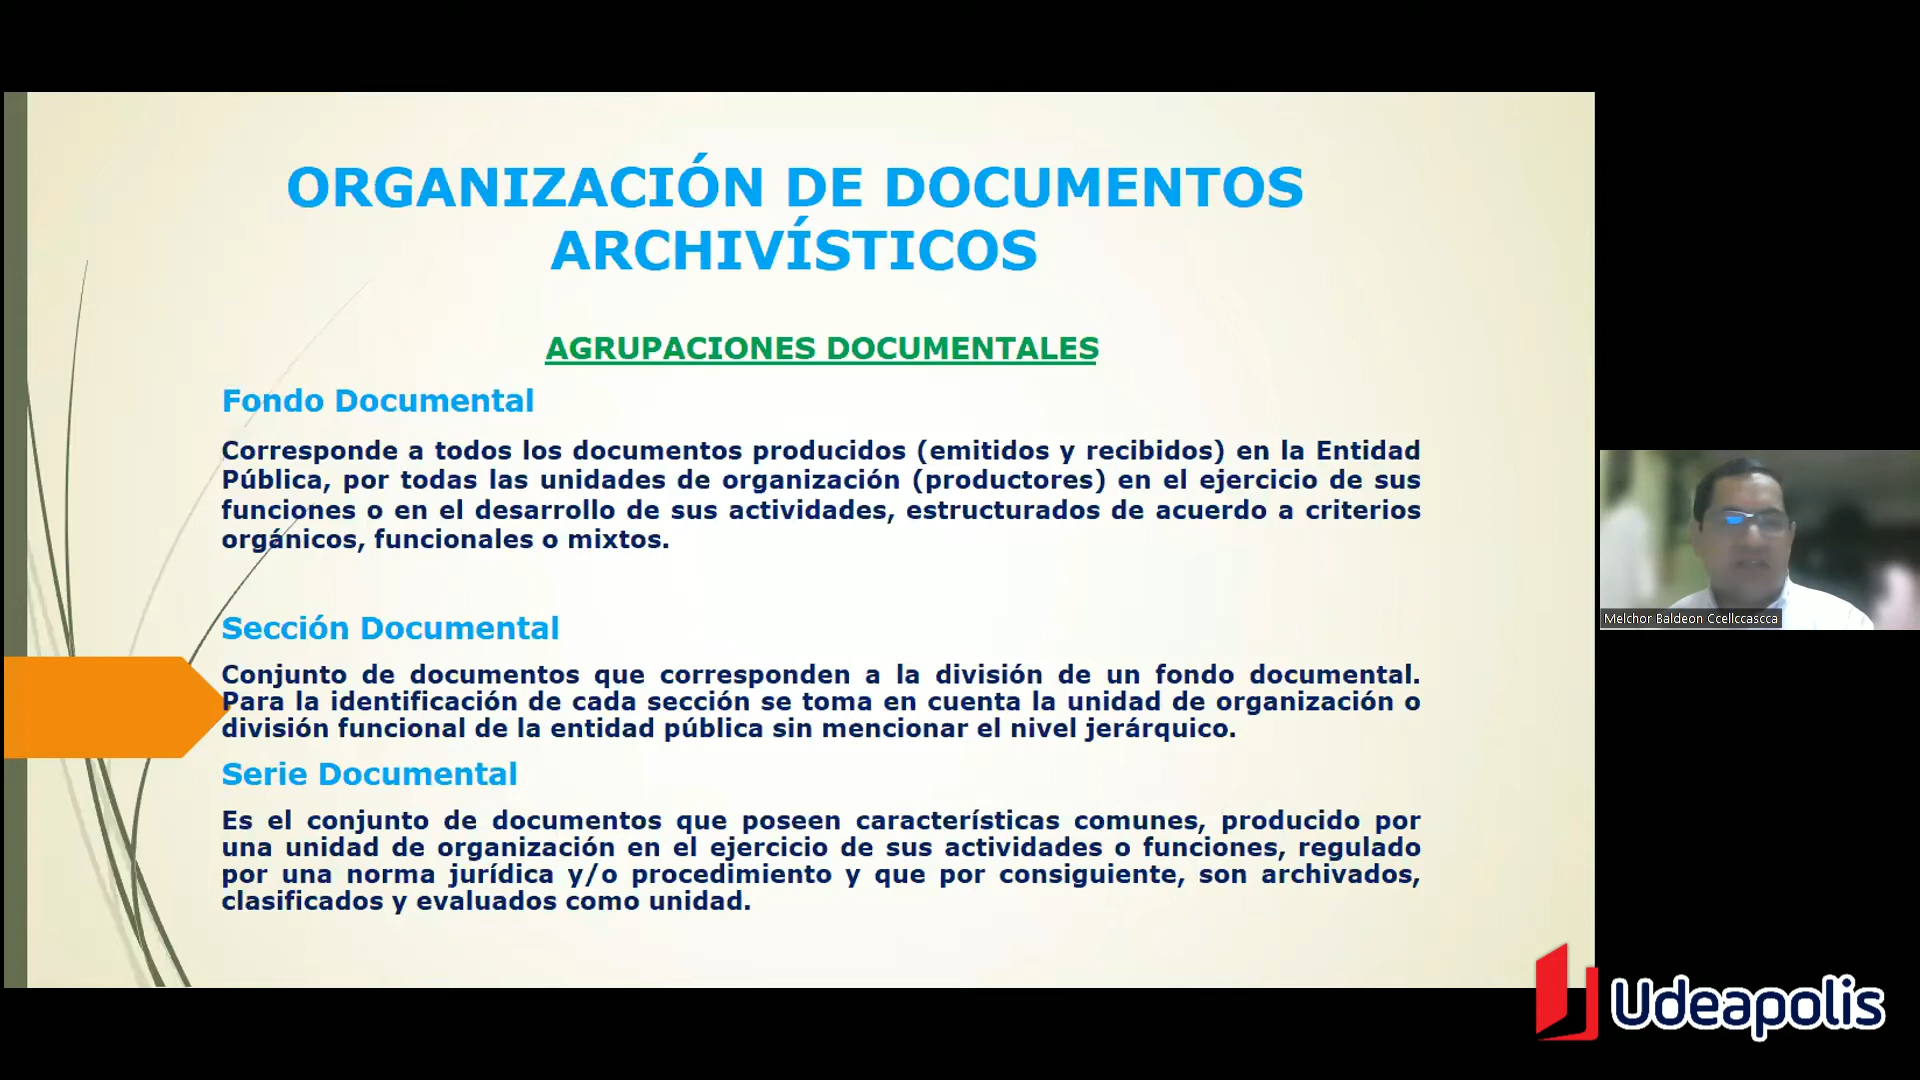 ORGANIZACIÓN DE DOCUMENTOS
ARCHIVÍSTICOS
AGRUPACIONES DOCUMENTALES
Fondo Documental
Corresponde a todos los documentos producidos (emitidos y recibidos) en la Entidad
Pública, por todas las unidades de organización (productores) en el ejercicio de sus
funciones o en el desarrollo de sus actividades, estructurados de acuerdo a criterios
orgánicos, funcionales o mixtos.
Sección Documental
Conjunto de documentos que corresponden a la división de un fondo documental.
Para la identificación de cada sección se toma en cuenta la unidad de organización o
división funcional de la entidad pública sin mencionar el nivel jerárquico.
Serie Documental
Es el conjunto de documentos que poseen características comunes, producido por
una unidad de organización en el ejercicio de sus actividades o funciones, regulado
por una norma jurídica y/o procedimiento y que por consiguiente, son archivados,
clasificados y evaluados como unidad.
Melchor Baldeon Ccellccascca
Udeapolis